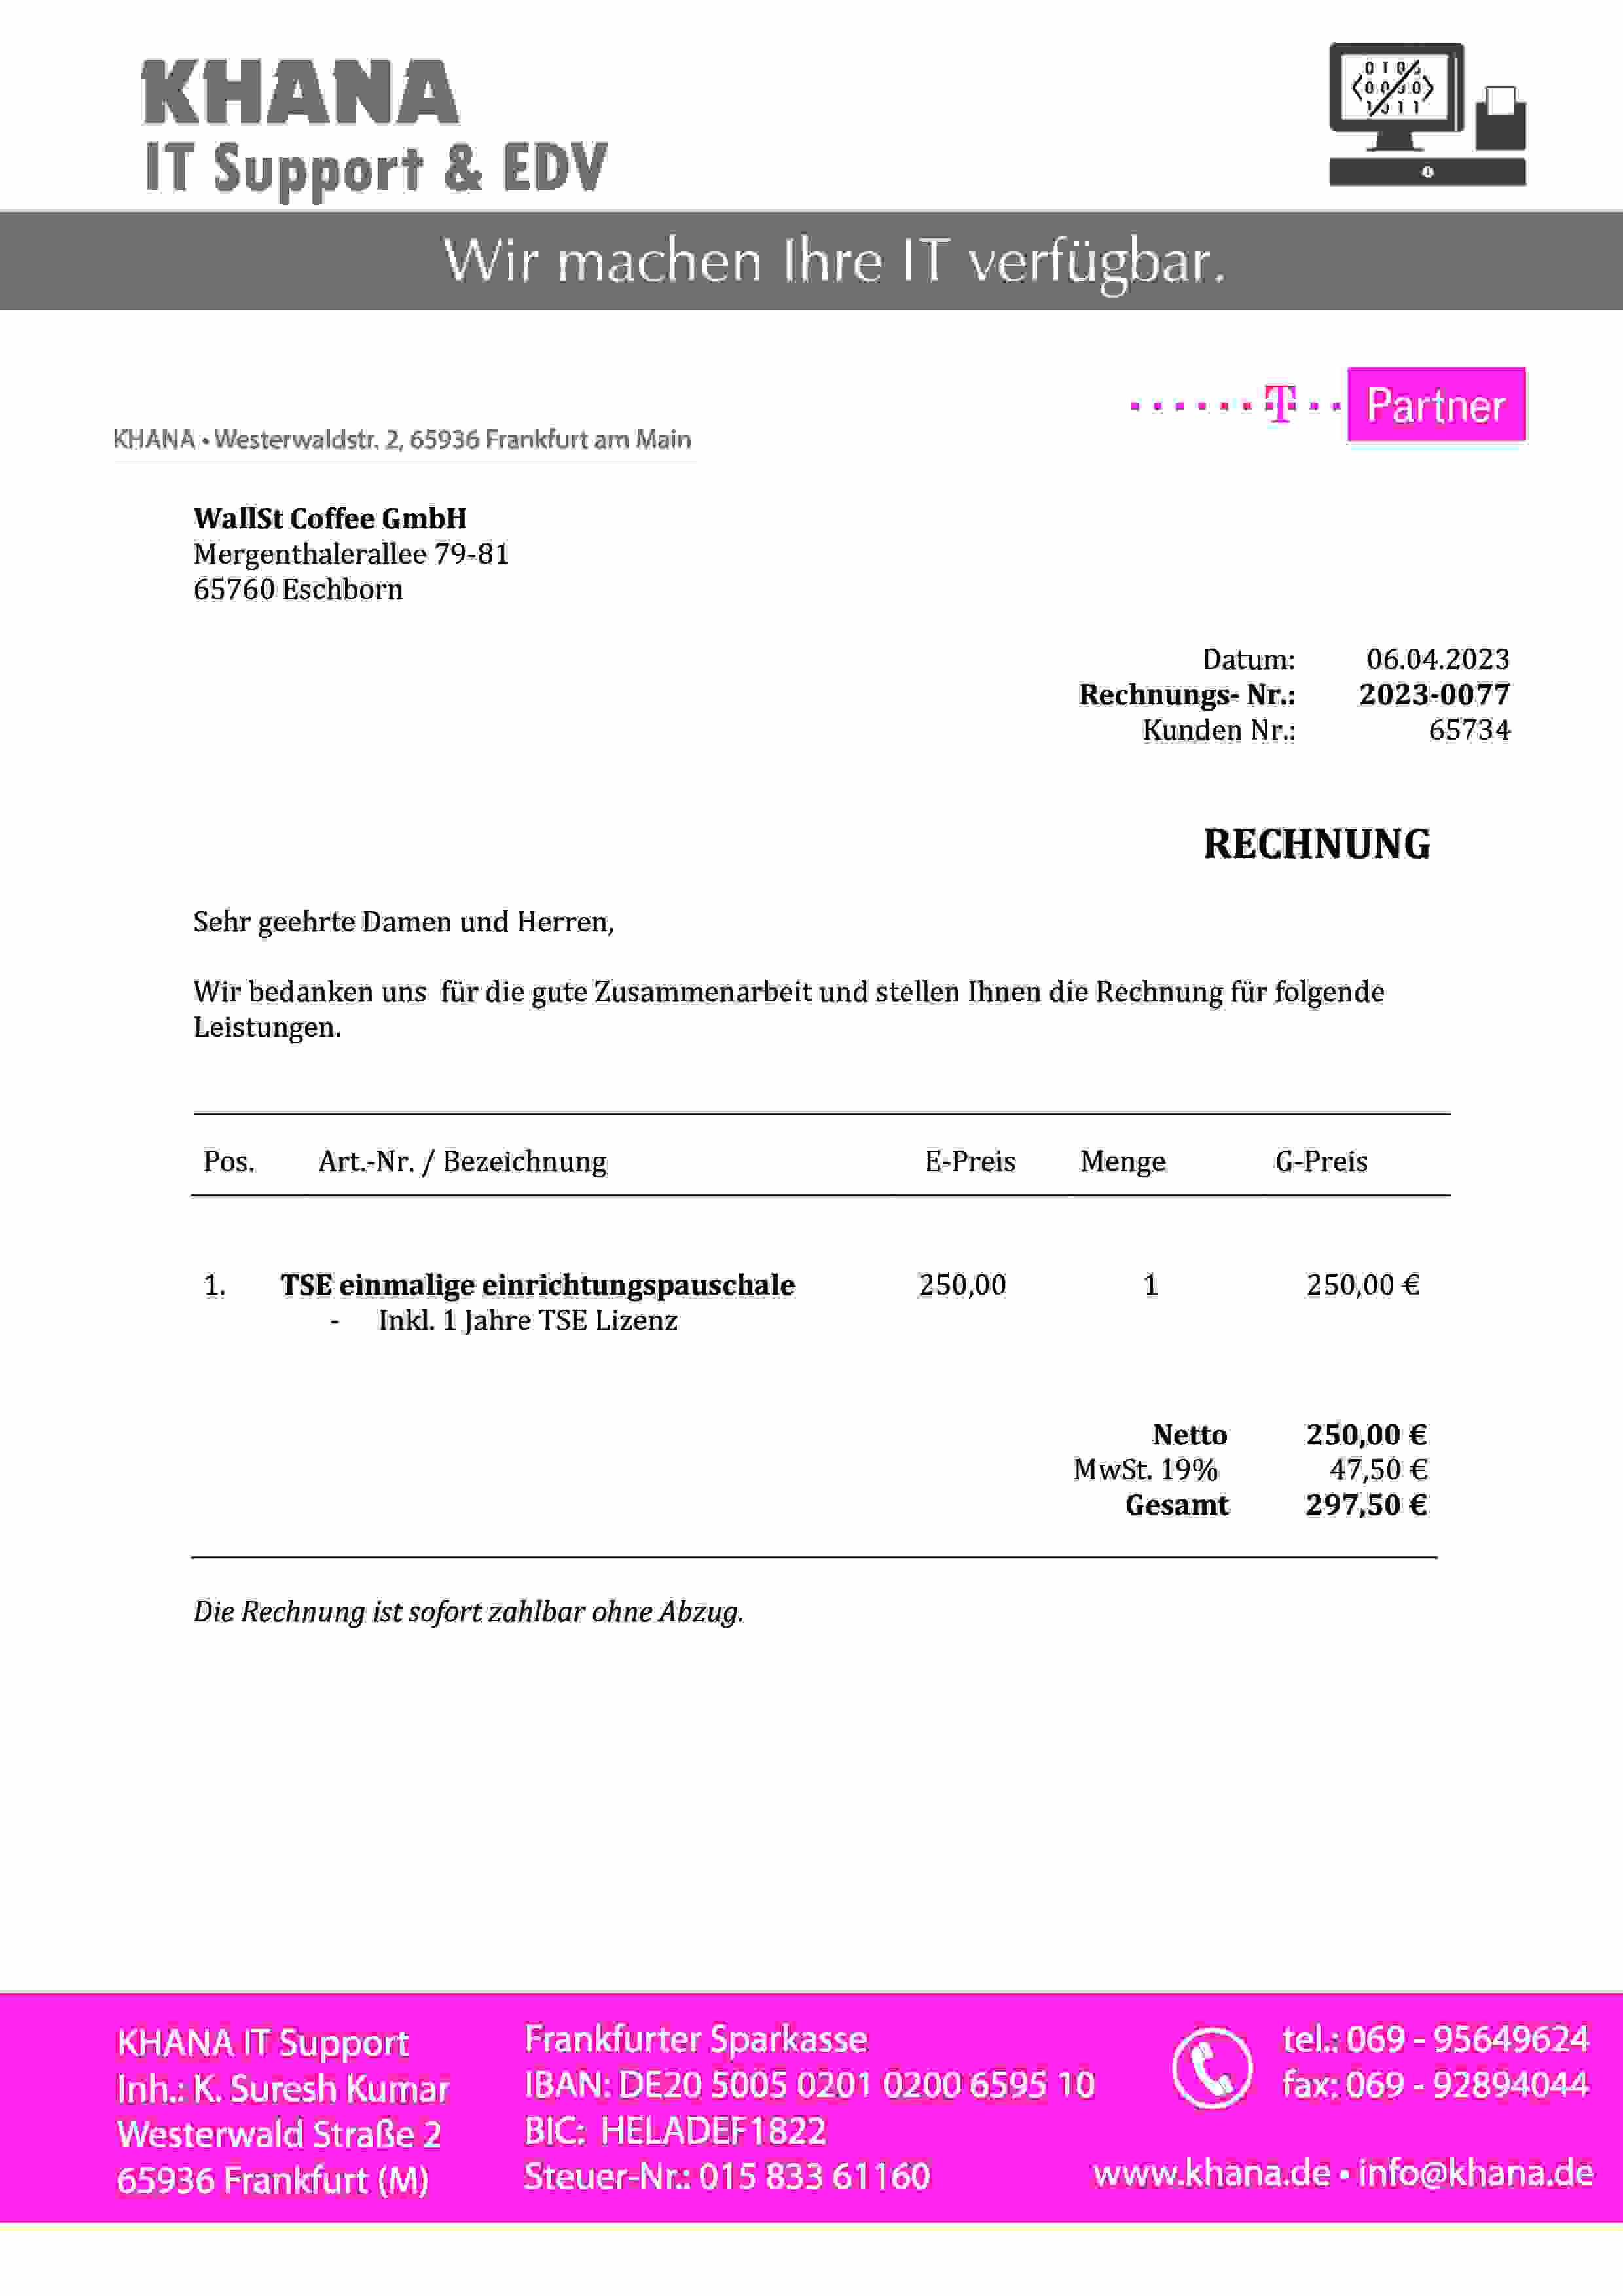 KHANA
IT Support & EDV
Wir machen Ihre IT verfügbar.
T Partner
KHANA • Westerwaldstr. 2, 65936 Frankfurt am Main
WallSt Coffee GmbH
Mergenthalerallee 79-81
65760 Eschborn
Datum: 06.04.2023
Rechnungs- Nr.: 2023-0077
Kunden Nr.: 65734
RECHNUNG
Sehr geehrte Damen und Herren,
Wir bedanken uns für die gute Zusammenarbeit und stellen Ihnen die Rechnung für folgende
Leistungen.
Pos. Art.-Nr. / Bezeichnung E-Preis Menge G-Preis
1. TSE einmalige einrichtungspauschale 250,00 1 250,00 €
- Inkl. 1 Jahre TSE Lizenz
Netto 250,00 €
MwSt. 19% 47,50 €
Gesamt 297,50 €
Die Rechnung ist sofort zahlbar ohne Abzug.
KHANA IT Support
Inh.: K. Suresh Kumar
Westerwald Straße 2
65936 Frankfurt (M)
Frankfurter Sparkasse
IBAN: DE20 5005 0201 0200 6595 10
BIC: HELADEF1822
Steuer-Nr.: 015 833 61160
tel.: 069 - 95649624
fax: 069 - 92894044
www.khana.de • info@khana.de